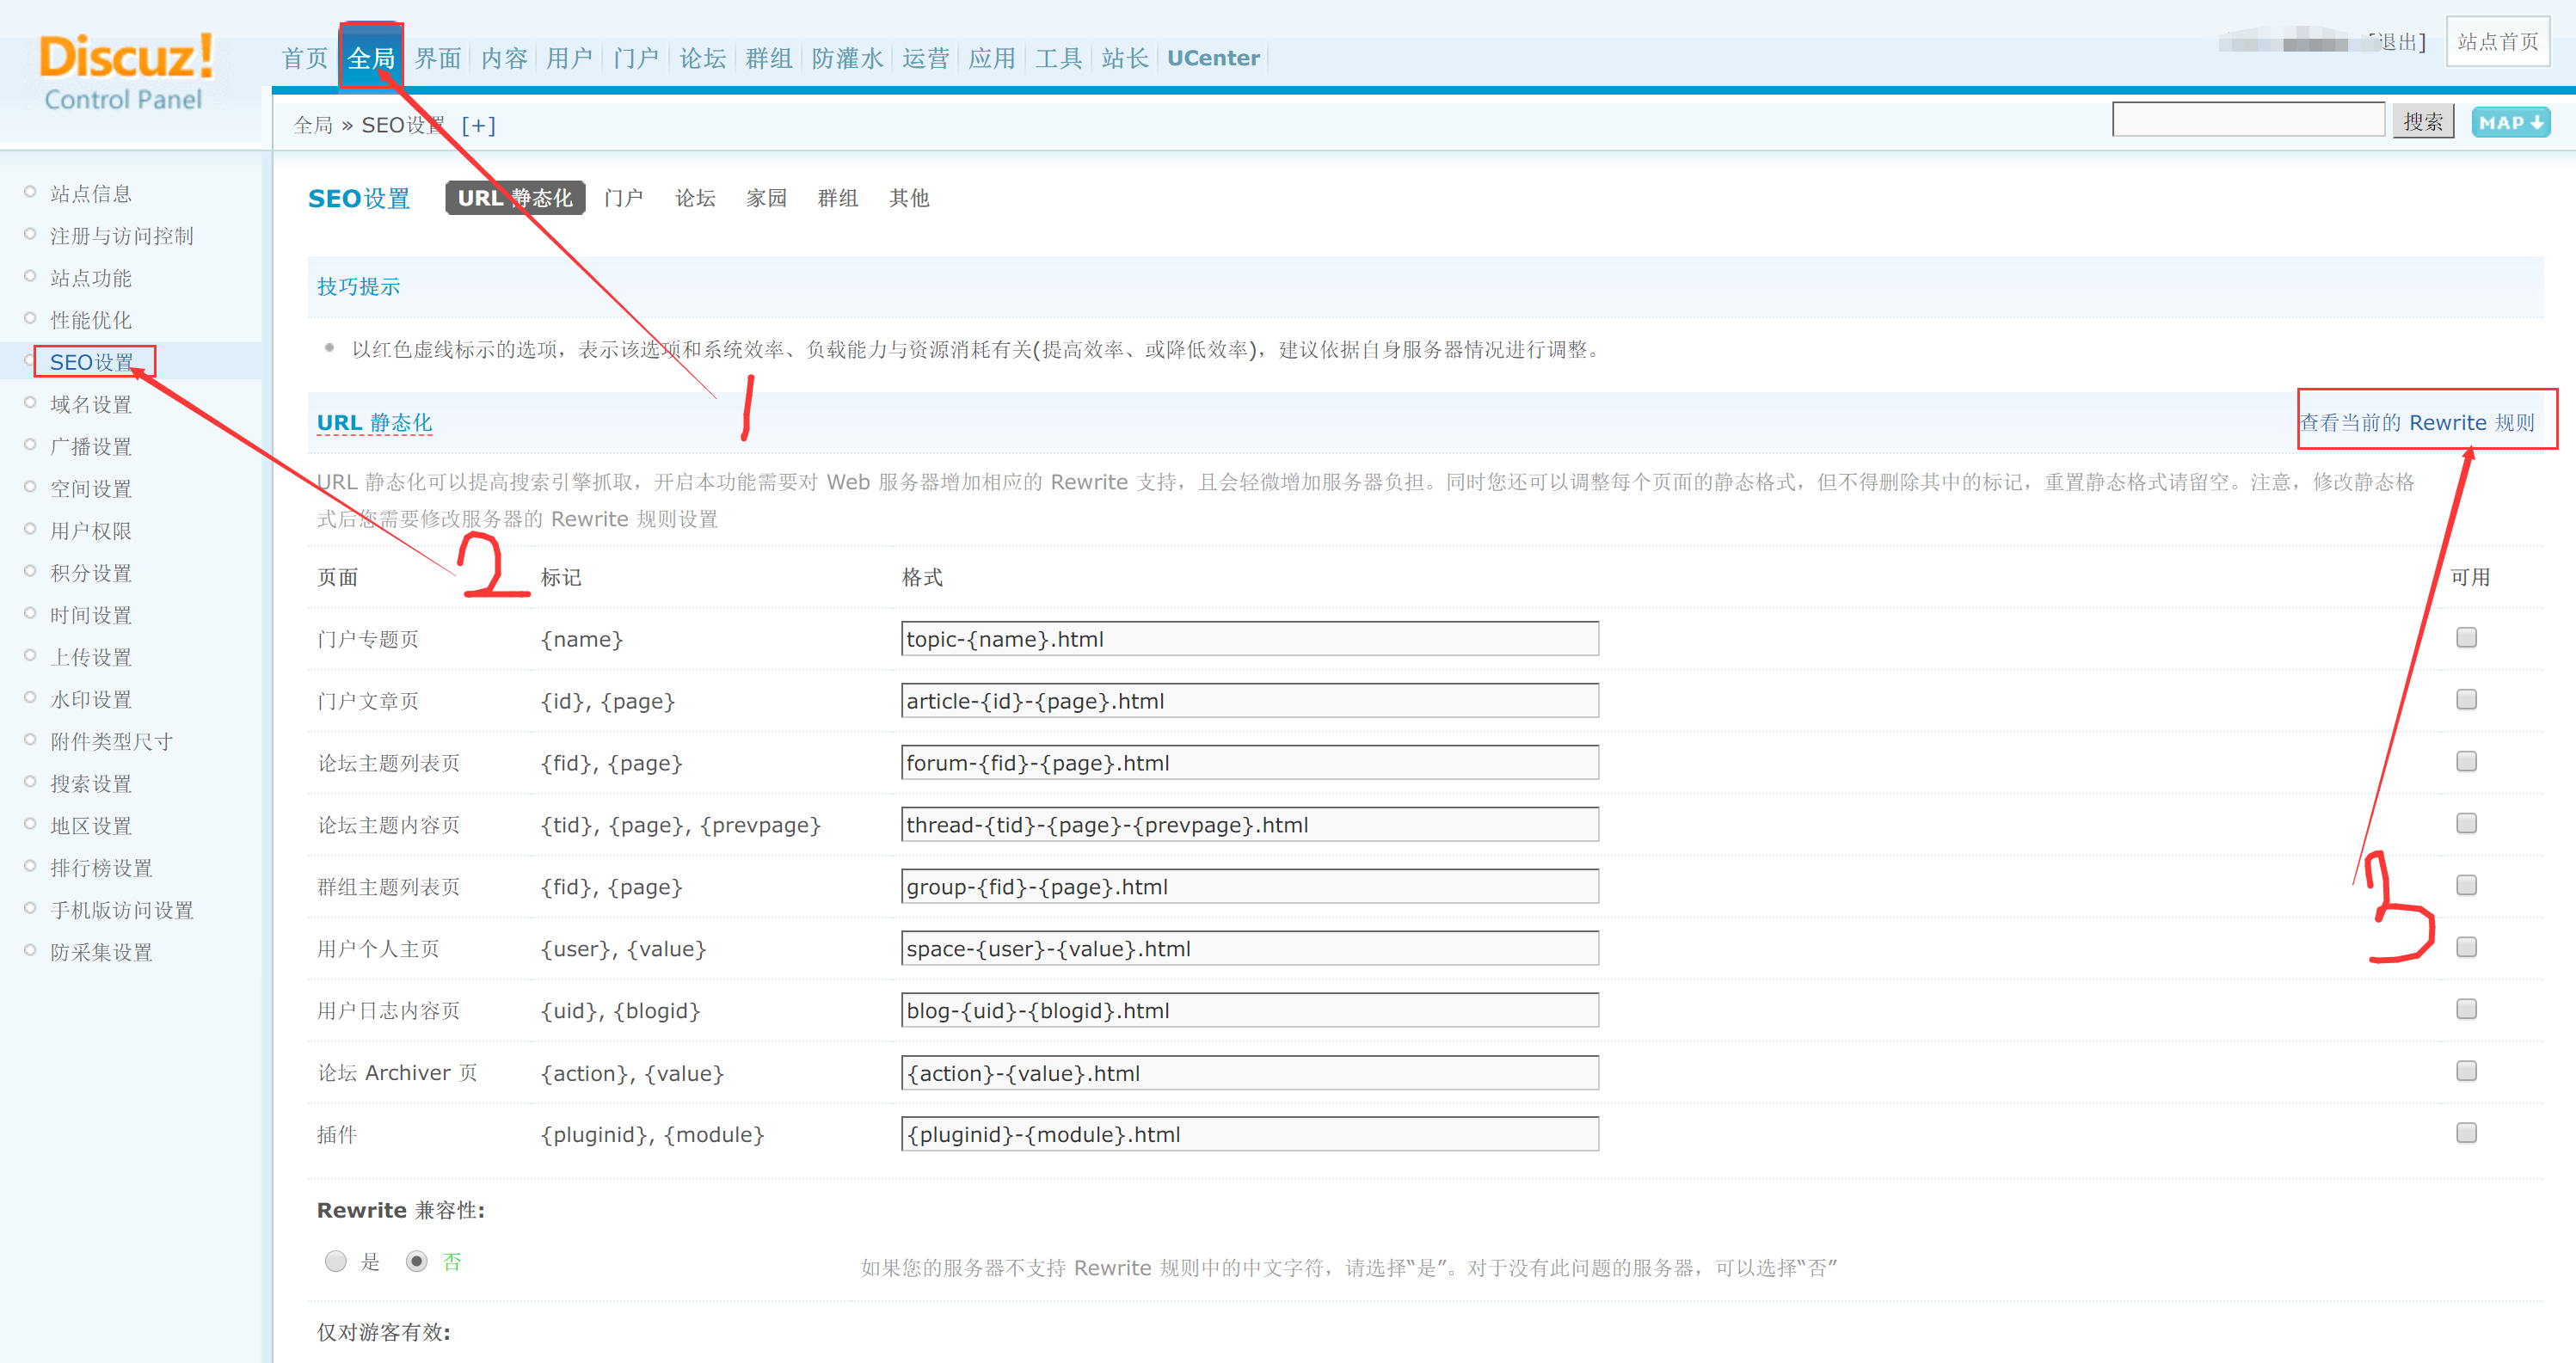 Discuz!
Control Panel
首页 全局 界面 内容 用户 门户 论坛 群组 防灌水 运营 应用 工具 站长 UCenter
[退出] 站点首页
全局 » SEO设置 [+]
搜索 MAP
站点信息
注册与访问控制
站点功能
性能优化
SEO设置
域名设置
广播设置
空间设置
用户权限
积分设置
时间设置
上传设置
水印设置
附件类型尺寸
搜索设置
地区设置
排行榜设置
手机版访问设置
防采集设置
SEO设置 URL 静态化 门户 论坛 家园 群组 其他
技巧提示
以红色虚线标示的选项，表示该选项和系统效率、负载能力与资源消耗有关(提高效率、或降低效率)，建议依据自身服务器情况进行调整。
1
URL 静态化 查看当前的 Rewrite 规则
URL 静态化可以提高搜索引擎抓取，开启本功能需要对 Web 服务器增加相应的 Rewrite 支持，且会轻微增加服务器负担。同时您还可以调整每个页面的静态格式，但不得删除其中的标记，重置静态格式请留空。注意，修改静态格
式后您需要修改服务器的 Rewrite 规则设置
2
页面 标记 格式 可用
门户专题页 {name} topic-{name}.html
门户文章页 {id}, {page} article-{id}-{page}.html
论坛主题列表页 {fid}, {page} forum-{fid}-{page}.html
论坛主题内容页 {tid}, {page}, {prevpage} thread-{tid}-{page}-{prevpage}.html
群组主题列表页 {fid}, {page} group-{fid}-{page}.html
3
用户个人主页 {user}, {value} space-{user}-{value}.html
用户日志内容页 {uid}, {blogid} blog-{uid}-{blogid}.html
论坛 Archiver 页 {action}, {value} {action}-{value}.html
插件 {pluginid}, {module} {pluginid}-{module}.html
Rewrite 兼容性:
是 否 如果您的服务器不支持 Rewrite 规则中的中文字符，请选择“是”。对于没有此问题的服务器，可以选择“否”
仅对游客有效: